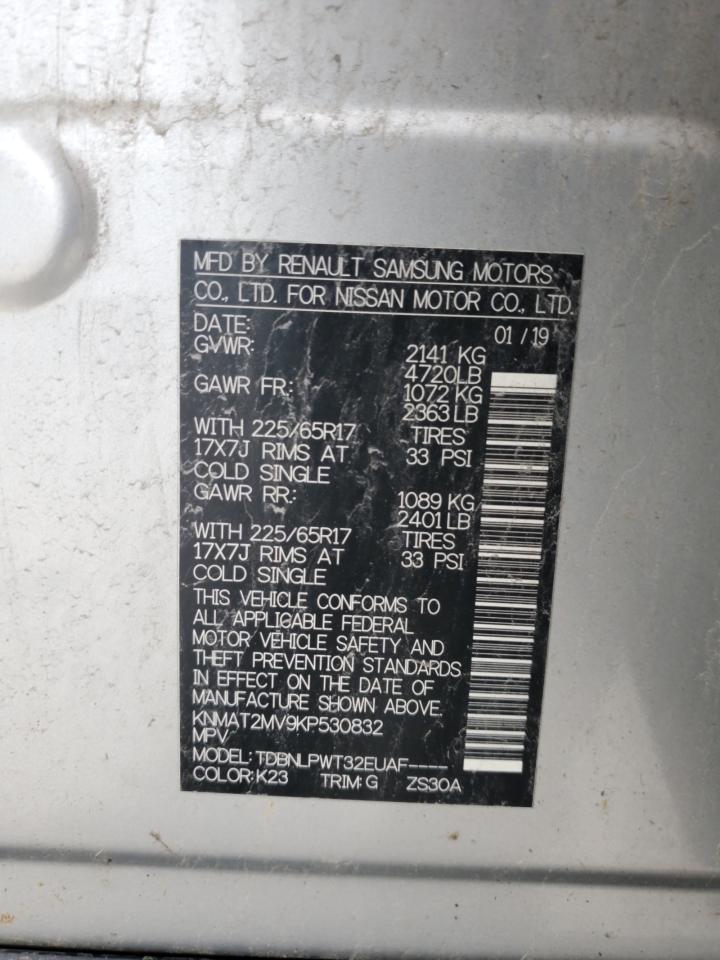 MFD BY RENAULT SAMSUNG MOTORS
CO., LTD. FOR NISSAN MOTOR CO., LTD.
DATE: 01/19
GVWR: 2141 KG
4720LB
GAWR FR: 1072 KG
2363 LB
WITH 225/65R17 TIRES
17X7J RIMS AT 33 PSI
COLD SINGLE
GAWR RR: 1089 KG
2401 LB
WITH 225/65R17 TIRES
17X7J RIMS AT 33 PSI
COLD SINGLE
THIS VEHICLE CONFORMS TO
ALL APPLICABLE FEDERAL
MOTOR VEHICLE SAFETY AND
THEFT PREVENTION STANDARDS
IN EFFECT ON THE DATE OF
MANUFACTURE SHOWN ABOVE.
KNMAT2MV9KP530832
MPV
MODEL: TDBNLPWT32EUAF----
COLOR:K23 TRIM:G ZS30A